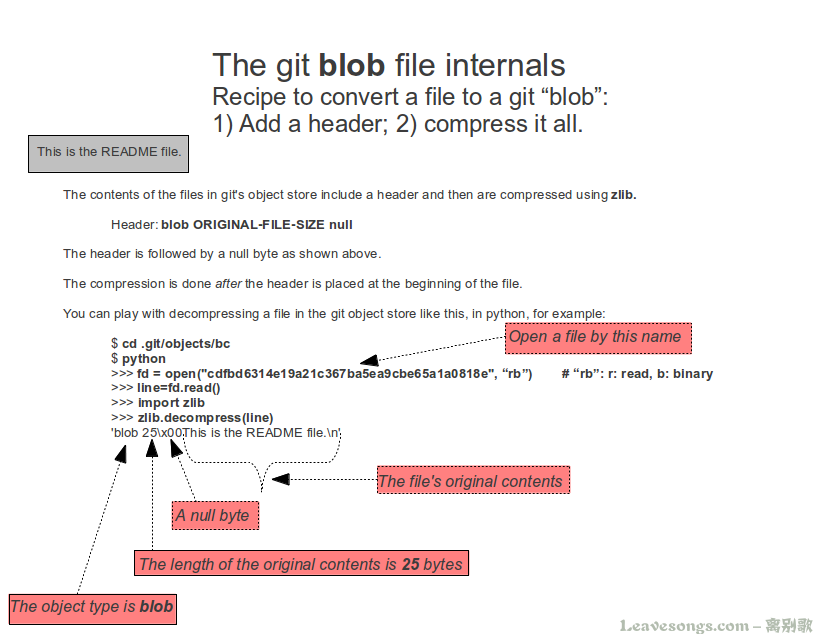 The git blob file internals
Recipe to convert a file to a git “blob”:
1) Add a header; 2) compress it all.
This is the README file.
The contents of the files in git's object store include a header and then are compressed using zlib.
Header: blob ORIGINAL-FILE-SIZE null
The header is followed by a null byte as shown above.
The compression is done after the header is placed at the beginning of the file.
You can play with decompressing a file in the git object store like this, in python, for example:
Open a file by this name
$ cd .git/objects/bc
$ python
>>> fd = open("cdfbd6314e19a21c367ba5ea9cbe65a1a0818e", “rb”) # “rb”: r: read, b: binary
>>> line=fd.read()
>>> import zlib
>>> zlib.decompress(line)
'blob 25\x00This is the README file.\n'
The file's original contents
A null byte
The length of the original contents is 25 bytes
The object type is blob
Leavesongs.com – 离别歌